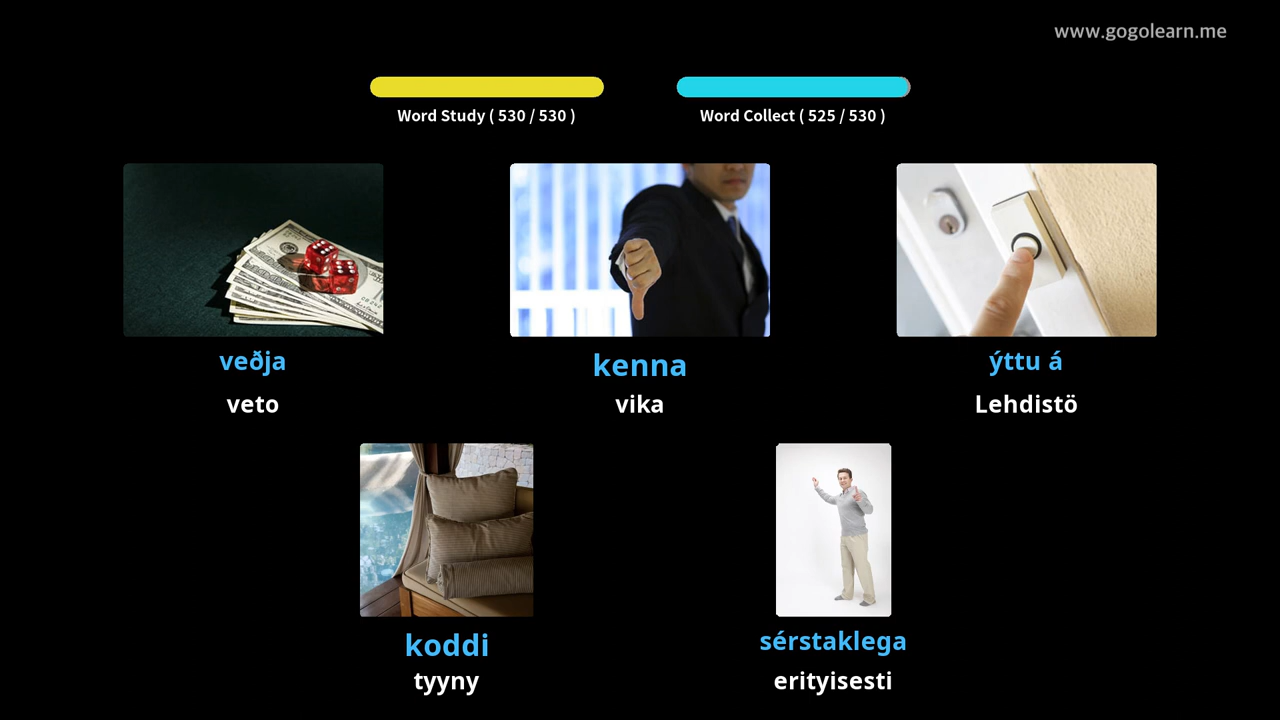 www.gogolearn.me
Word Study ( 530 / 530 )
Word Collect ( 525 / 530 )
veðja
veto
kenna
vika
ýttu á
Lehdistö
koddi
tyyny
sérstaklega
erityisesti